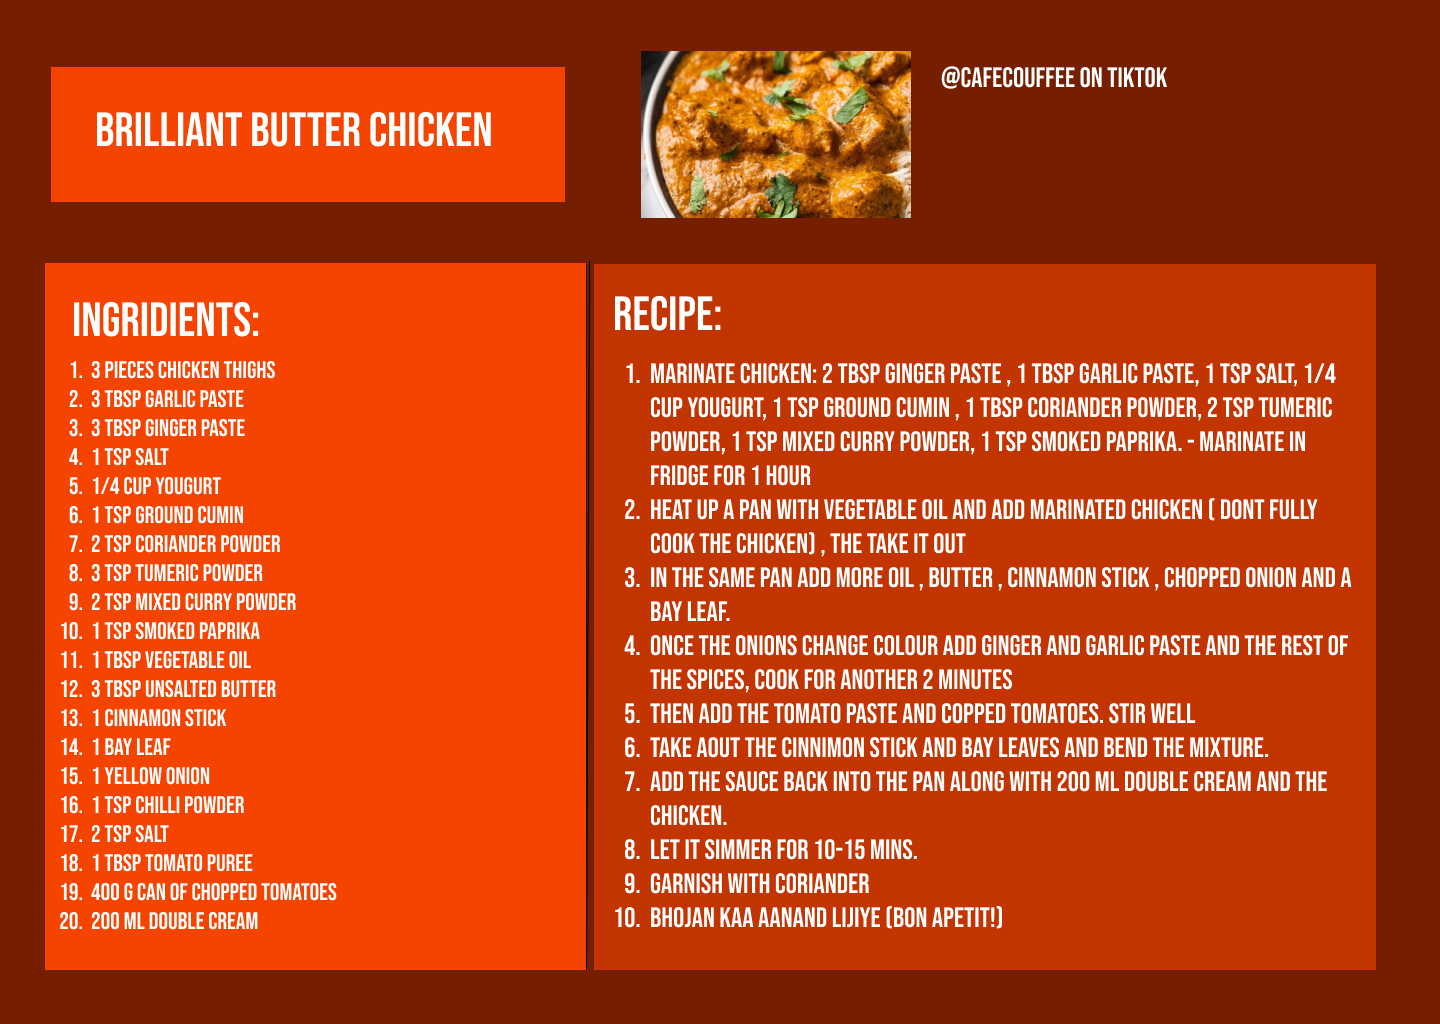 BRILLIANT BUTTER CHICKEN
@CAFECOUFFEE ON TIKTOK
INGRIDIENTS:
1. 3 PIECES CHICKEN THIGHS
2. 3 TBSP GARLIC PASTE
3. 3 TBSP GINGER PASTE
4. 1 TSP SALT
5. 1/4 CUP YOUGURT
6. 1 TSP GROUND CUMIN
7. 2 TSP CORIANDER POWDER
8. 3 TSP TUMERIC POWDER
9. 2 TSP MIXED CURRY POWDER
10. 1 TSP SMOKED PAPRIKA
11. 1 TBSP VEGETABLE OIL
12. 3 TBSP UNSALTED BUTTER
13. 1 CINNAMON STICK
14. 1 BAY LEAF
15. 1 YELLOW ONION
16. 1 TSP CHILLI POWDER
17. 2 TSP SALT
18. 1 TBSP TOMATO PUREE
19. 400 G CAN OF CHOPPED TOMATOES
20. 200 ML DOUBLE CREAM
RECIPE:
1. MARINATE CHICKEN: 2 TBSP GINGER PASTE , 1 TBSP GARLIC PASTE, 1 TSP SALT, 1/4
CUP YOUGURT, 1 TSP GROUND CUMIN , 1 TBSP CORIANDER POWDER, 2 TSP TUMERIC
POWDER, 1 TSP MIXED CURRY POWDER, 1 TSP SMOKED PAPRIKA. - MARINATE IN
FRIDGE FOR 1 HOUR
2. HEAT UP A PAN WITH VEGETABLE OIL AND ADD MARINATED CHICKEN ( DONT FULLY
COOK THE CHICKEN) , THE TAKE IT OUT
3. IN THE SAME PAN ADD MORE OIL , BUTTER , CINNAMON STICK , CHOPPED ONION AND A
BAY LEAF.
4. ONCE THE ONIONS CHANGE COLOUR ADD GINGER AND GARLIC PASTE AND THE REST OF
THE SPICES, COOK FOR ANOTHER 2 MINUTES
5. THEN ADD THE TOMATO PASTE AND COPPED TOMATOES. STIR WELL
6. TAKE AOUT THE CINNIMON STICK AND BAY LEAVES AND BEND THE MIXTURE.
7. ADD THE SAUCE BACK INTO THE PAN ALONG WITH 200 ML DOUBLE CREAM AND THE
CHICKEN.
8. LET IT SIMMER FOR 10-15 MINS.
9. GARNISH WITH CORIANDER
10. BHOJAN KAA AANAND LIJIYE (BON APETIT!)